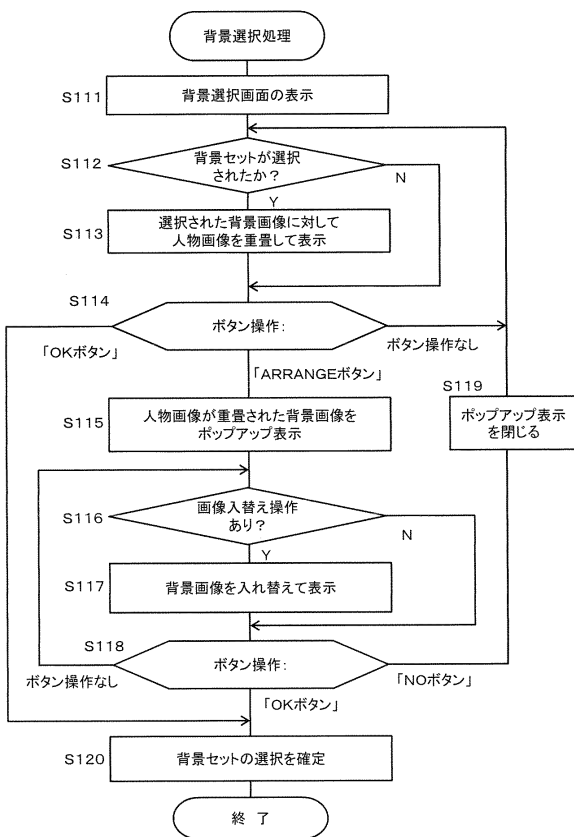 背景選択処理
S111
背景選択画面の表示
S112
背景セットが選択
されたか?
N
Y
S113
選択された背景画像に対して
人物画像を重畳して表示
S114
ボタン操作:
「OKボタン」
ボタン操作なし
「ARRANGEボタン」
S119
ポップアップ表示
を閉じる
S115
人物画像が重畳された背景画像を
ポップアップ表示
S116
画像入替え操作
あり?
N
Y
S117
背景画像を入れ替えて表示
S118
ボタン操作:
ボタン操作なし
「NOボタン」
「OKボタン」
S120
背景セットの選択を確定
終 了